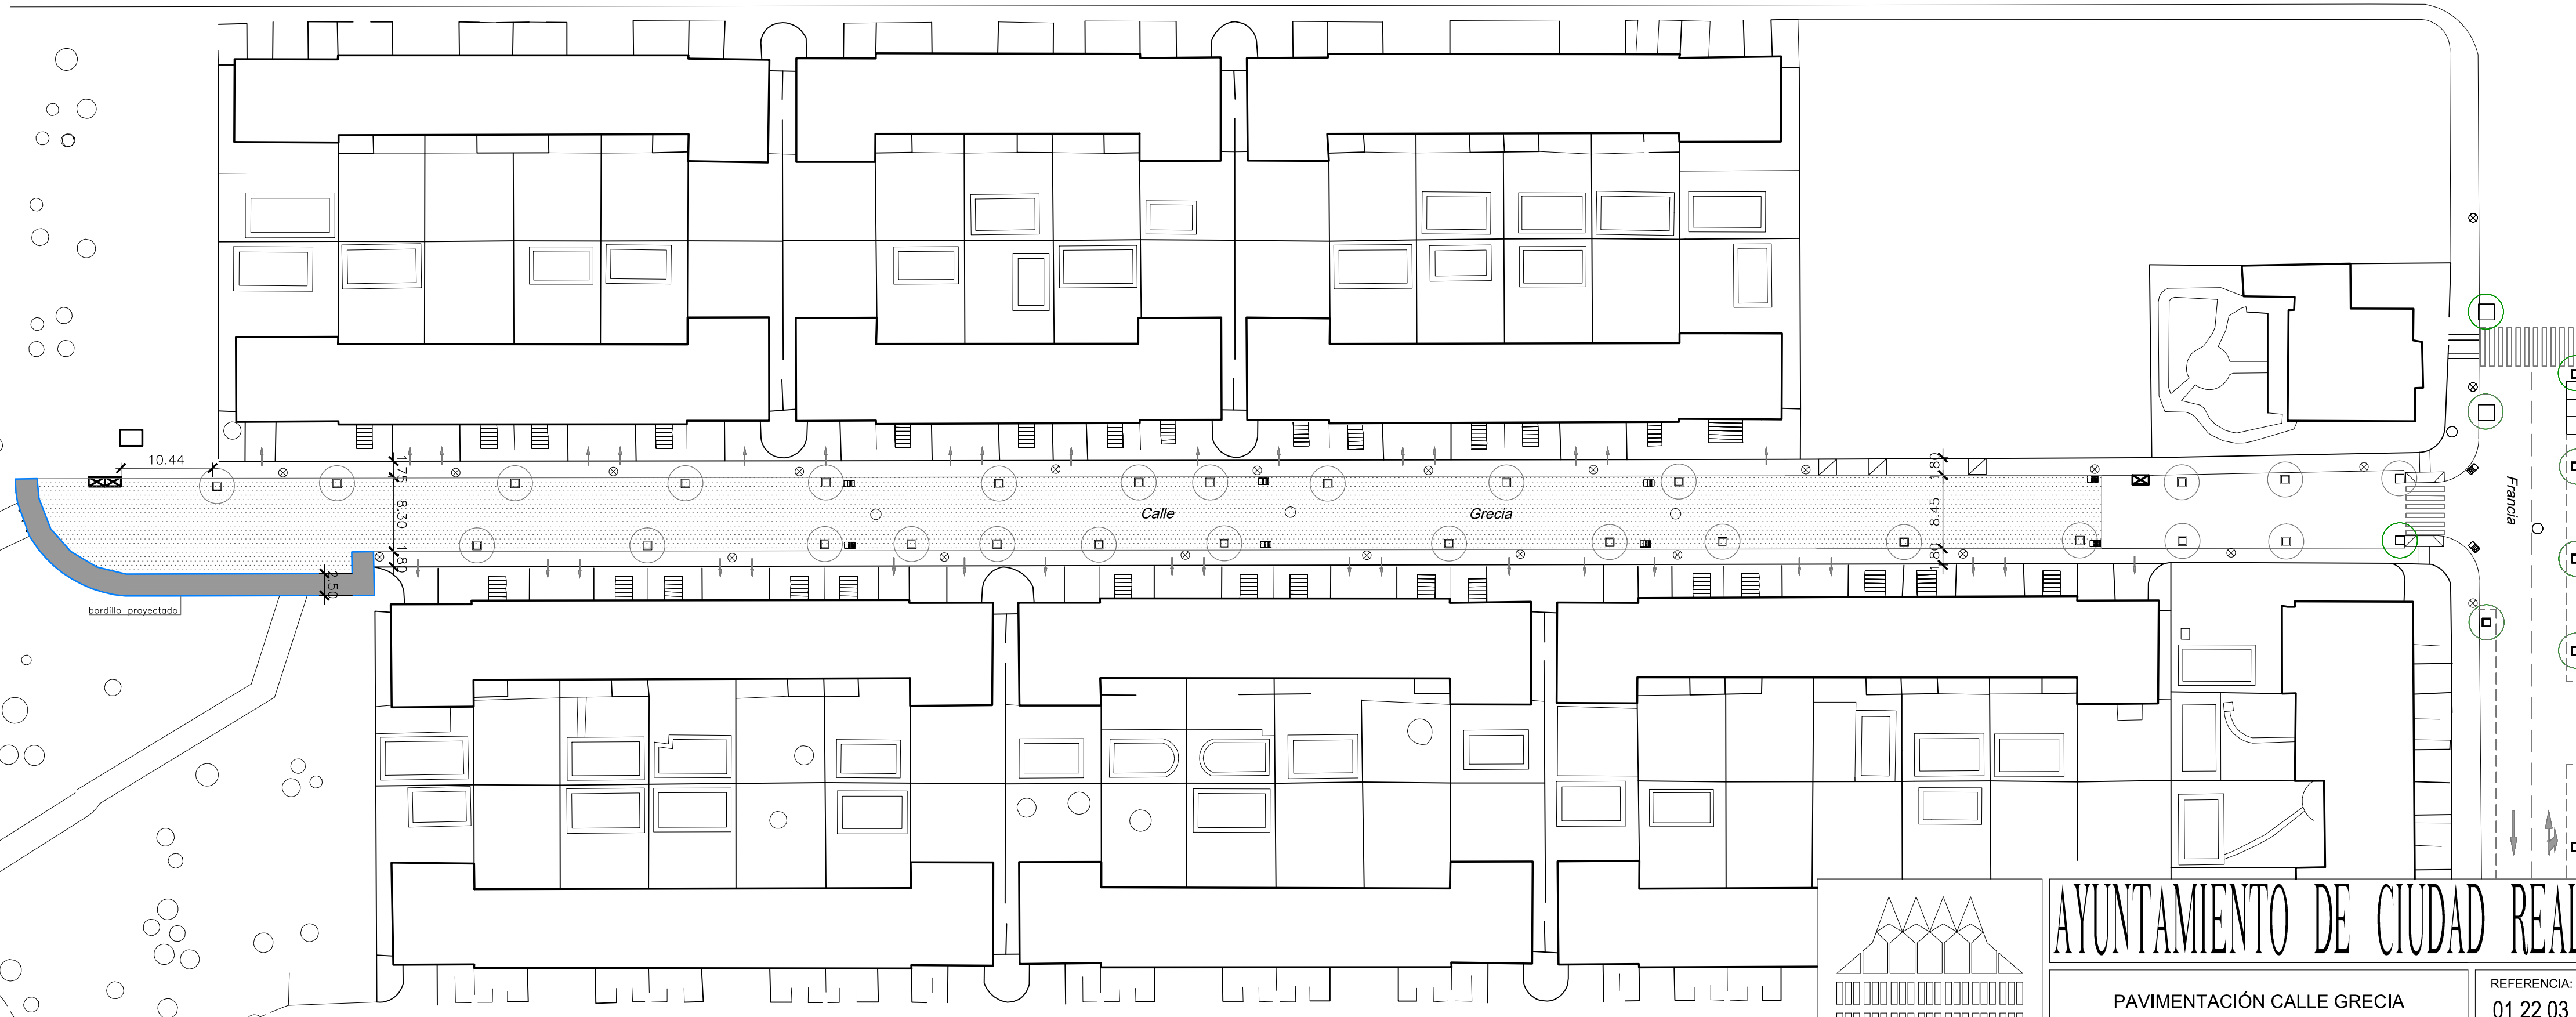 10.44
1.75
8.30
1.80
2.50
bordillo proyectado
Calle Grecia
1.80
8.45
1.80
Francia
AYUNTAMIENTO DE CIUDAD REAL
PAVIMENTACIÓN CALLE GRECIA
REFERENCIA:
01 22 03